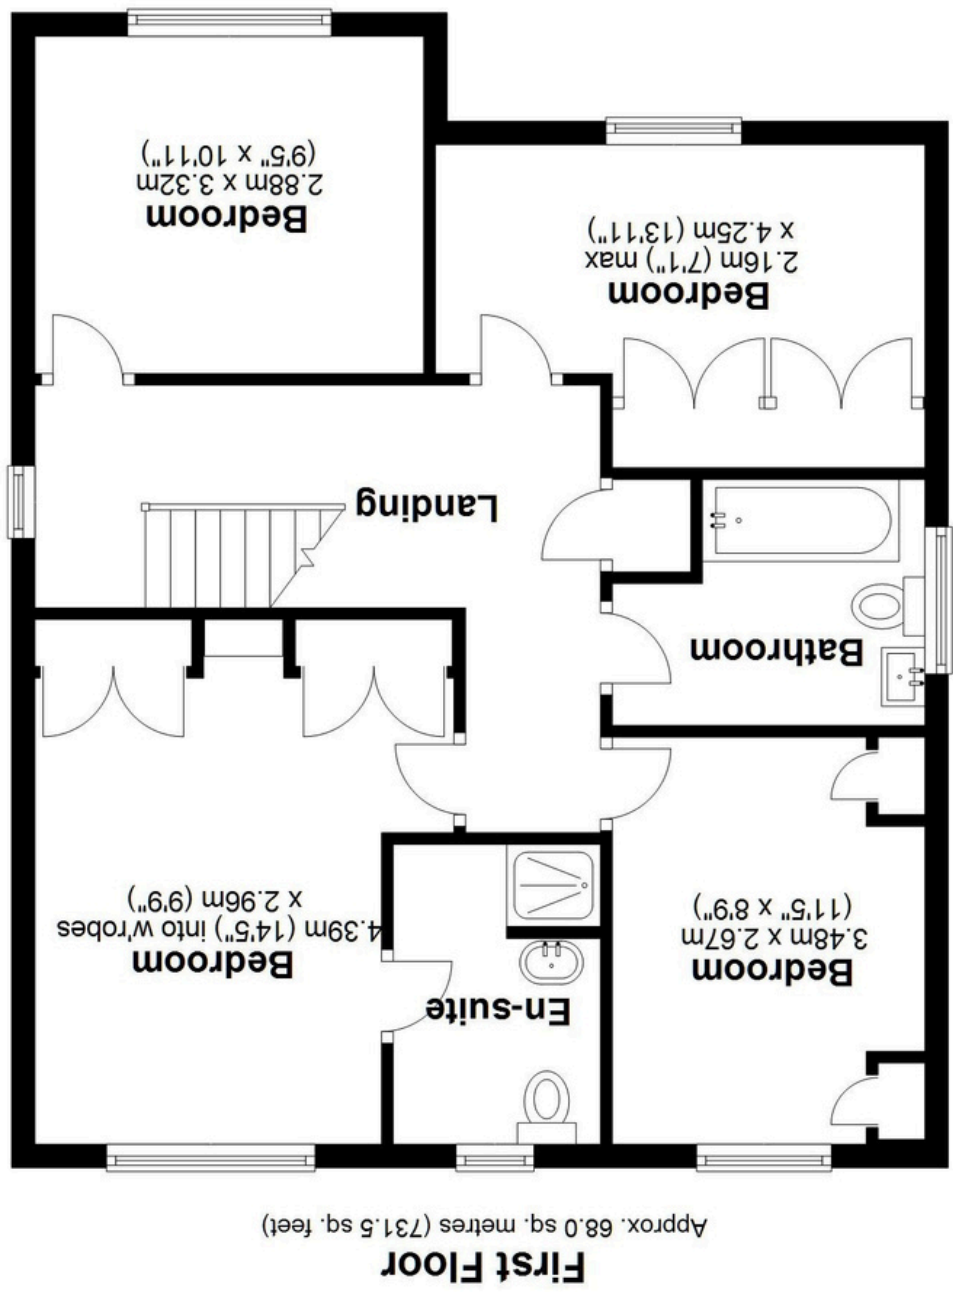 First Floor
Approx. 68.0 sq. metres (731.5 sq. feet)
Bedroom
3.48m x 2.67m
(11'5" x 8'9")
En-suite
Bedroom
4.39m (14'5") into w'robes
x 2.96m (9'9")
Bathroom
Landing
Bedroom
2.16m (7'1") max
x 4.25m (13'11")
Bedroom
2.88m x 3.32m
(9'5" x 10'11")